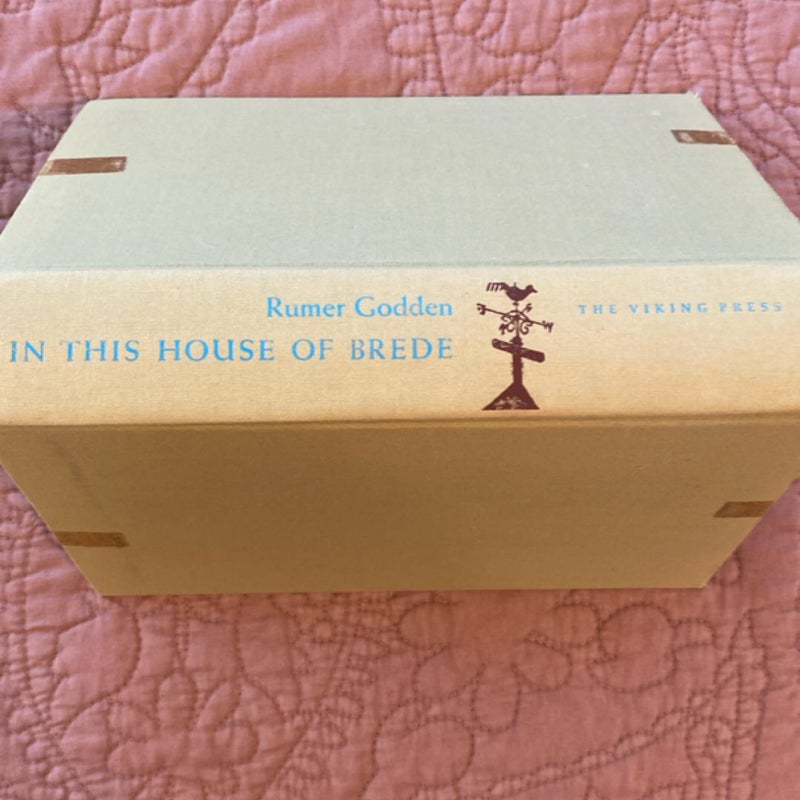 Rumer Godden
IN THIS HOUSE OF BREDE
THE VIKING PRESS